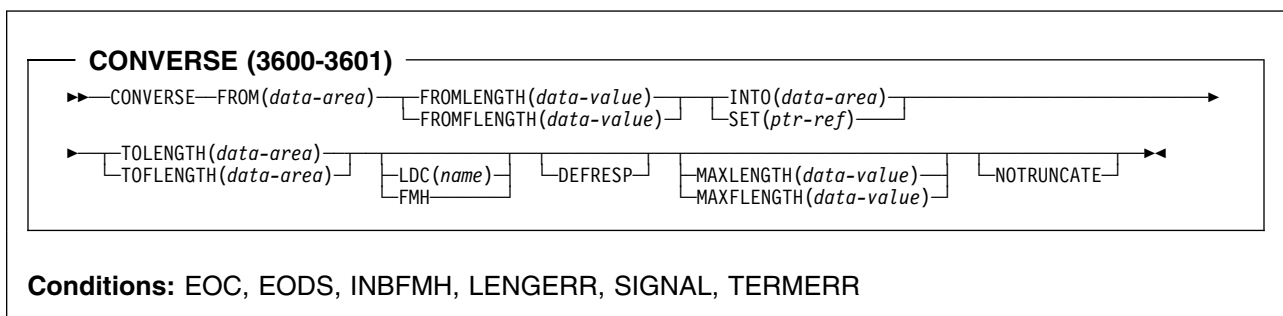 CONVERSE (3600-3601)
CONVERSE FROM(data-area) FROMLENGTH(data-value) INTO(data-area)
FROMFLENGTH(data-value) SET(ptr-ref)
TOLENGTH(data-area)
TOFLENGTH(data-area) LDC(name) DEFRESP MAXLENGTH(data-value) NOTRUNCATE
FMH MAXFLENGTH(data-value)
Conditions: EOC, EODS, INBFMH, LENGERR, SIGNAL, TERMERR